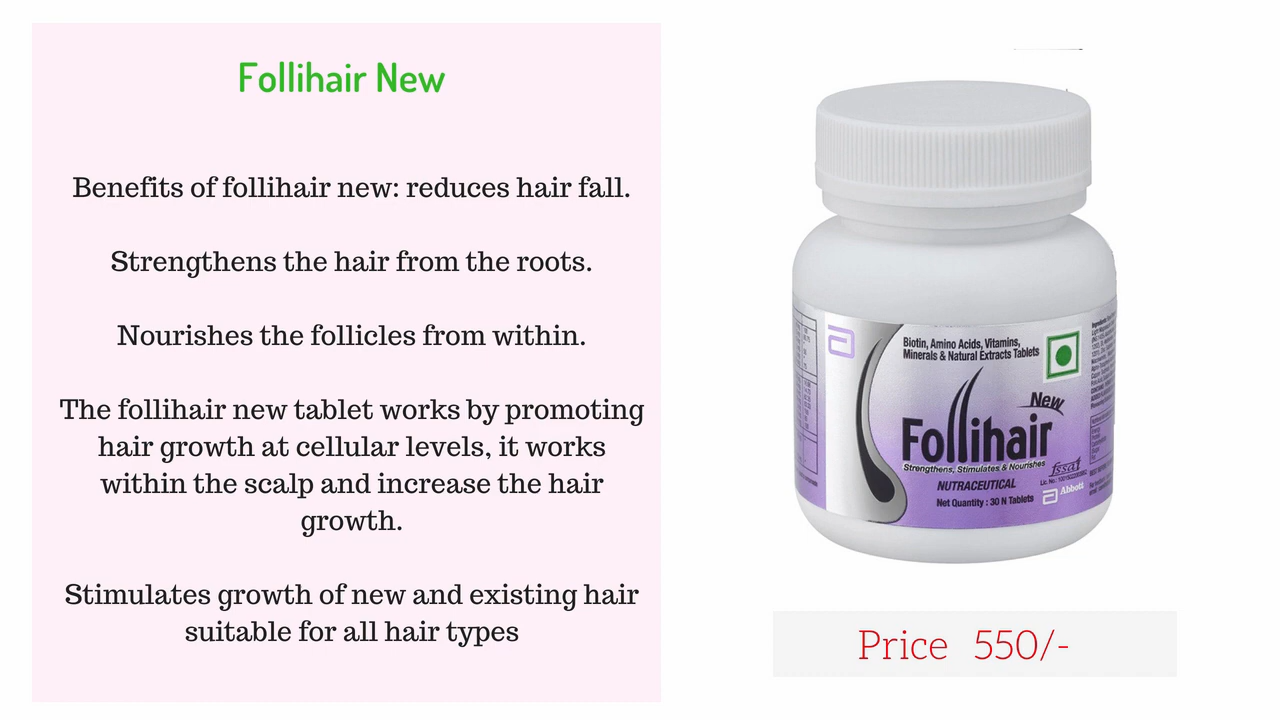 Follihair New
Benefits of follihair new: reduces hair fall.
Strengthens the hair from the roots.
Nourishes the follicles from within.
The follihair new tablet works by promoting
hair growth at cellular levels, it works
within the scalp and increase the hair
growth.
Stimulates growth of new and existing hair
suitable for all hair types
Biotin, Amino Acids, Vitamins,
Minerals & Natural Extracts Tablets
New
Follihair
Strengthens, Stimulates & Nourishes
fssai
NUTRACEUTICAL
Net Quantity : 30 N Tablets
Abbott
Price 550/-